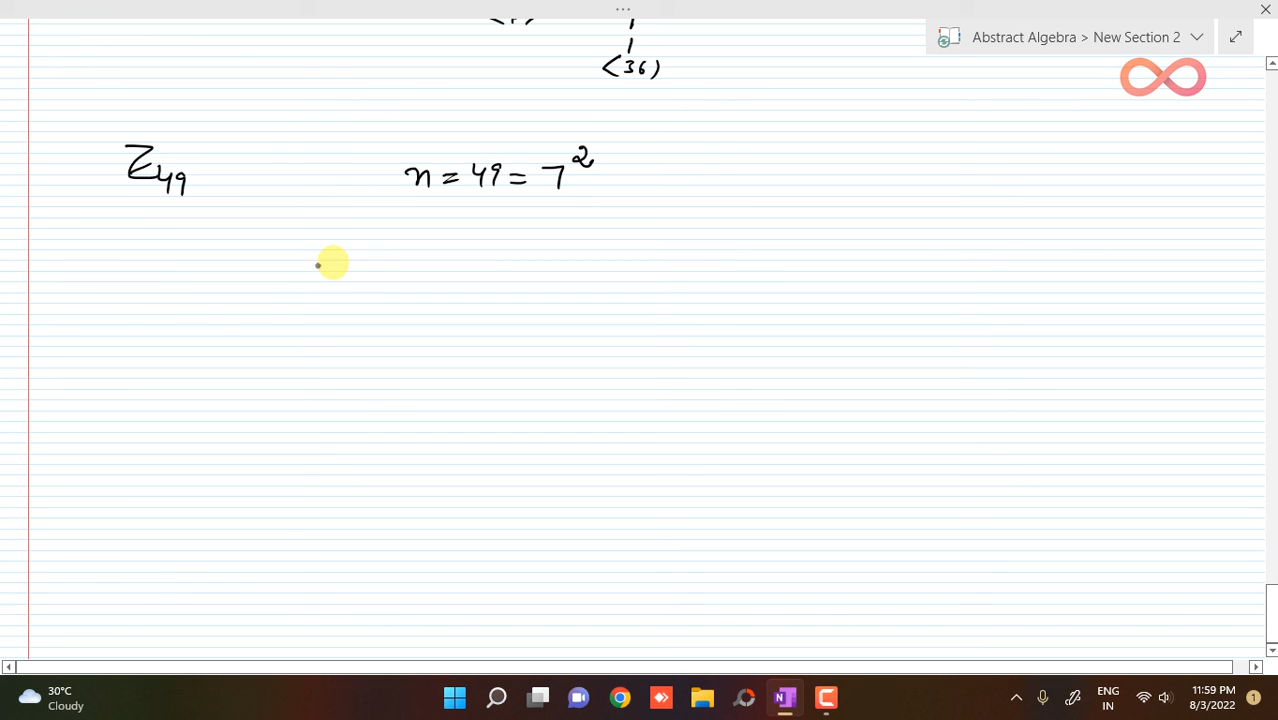 ...
Abstract Algebra > New Section 2
<36)
Z₄₉ n = 49 = 7²
30°C
Cloudy
ENG
IN
11:59 PM
8/3/2022
1